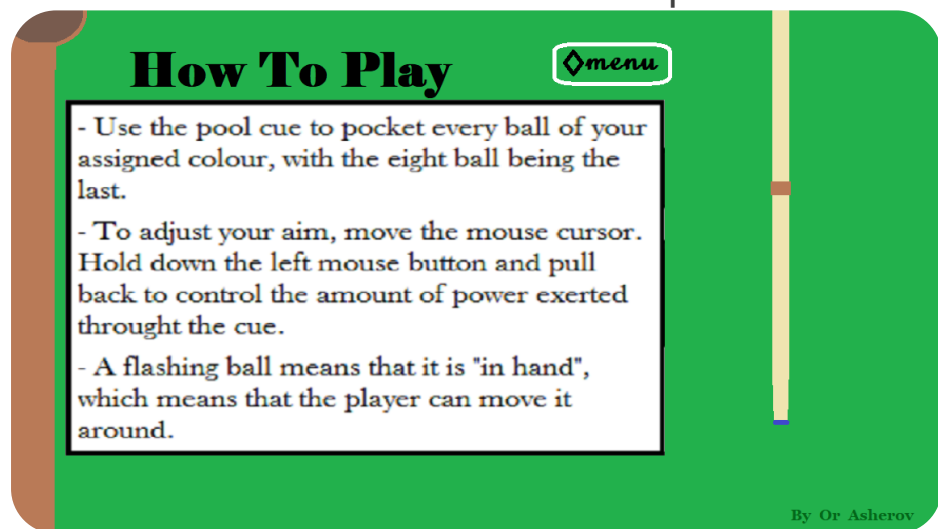 How To Play
menu
- Use the pool cue to pocket every ball of your
assigned colour, with the eight ball being the
last.
- To adjust your aim, move the mouse cursor.
Hold down the left mouse button and pull
back to control the amount of power exerted
throught the cue.
- A flashing ball means that it is "in hand",
which means that the player can move it
around.
By Or Asherov